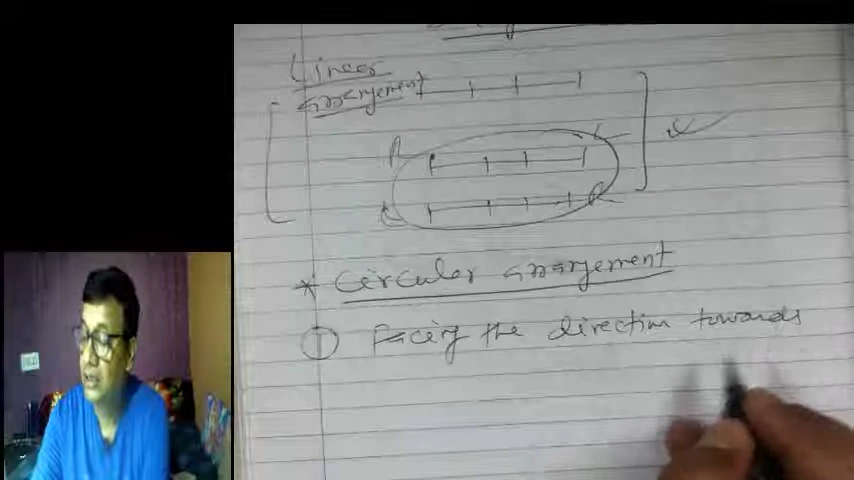 Linear
arrangement
R L
L R
* Circular arrangement
① Facing the direction towards